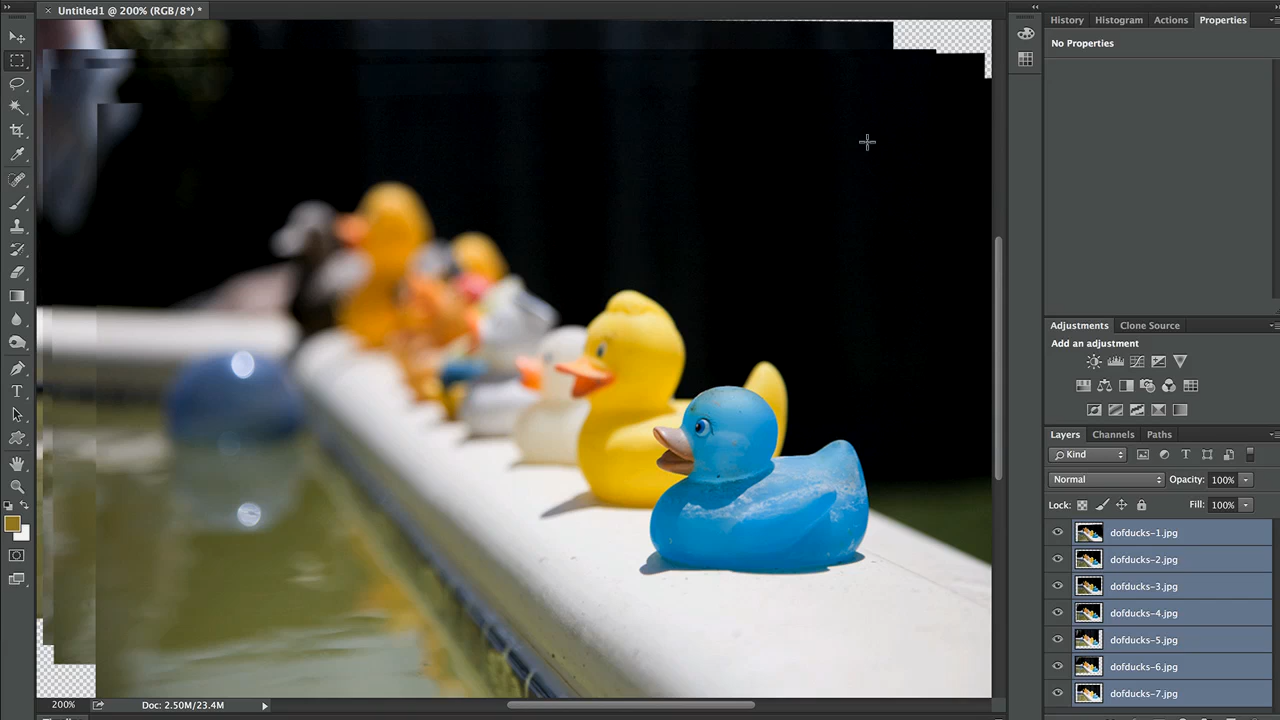 Untitled1 @ 200% (RGB/8*) *
History Histogram Actions Properties
No Properties
Adjustments Clone Source
Add an adjustment
Layers Channels Paths
Kind
Normal Opacity: 100%
Lock: Fill: 100%
dofducks-1.jpg
dofducks-2.jpg
dofducks-3.jpg
dofducks-4.jpg
dofducks-5.jpg
dofducks-6.jpg
dofducks-7.jpg
200% Doc: 2.50M/23.4M